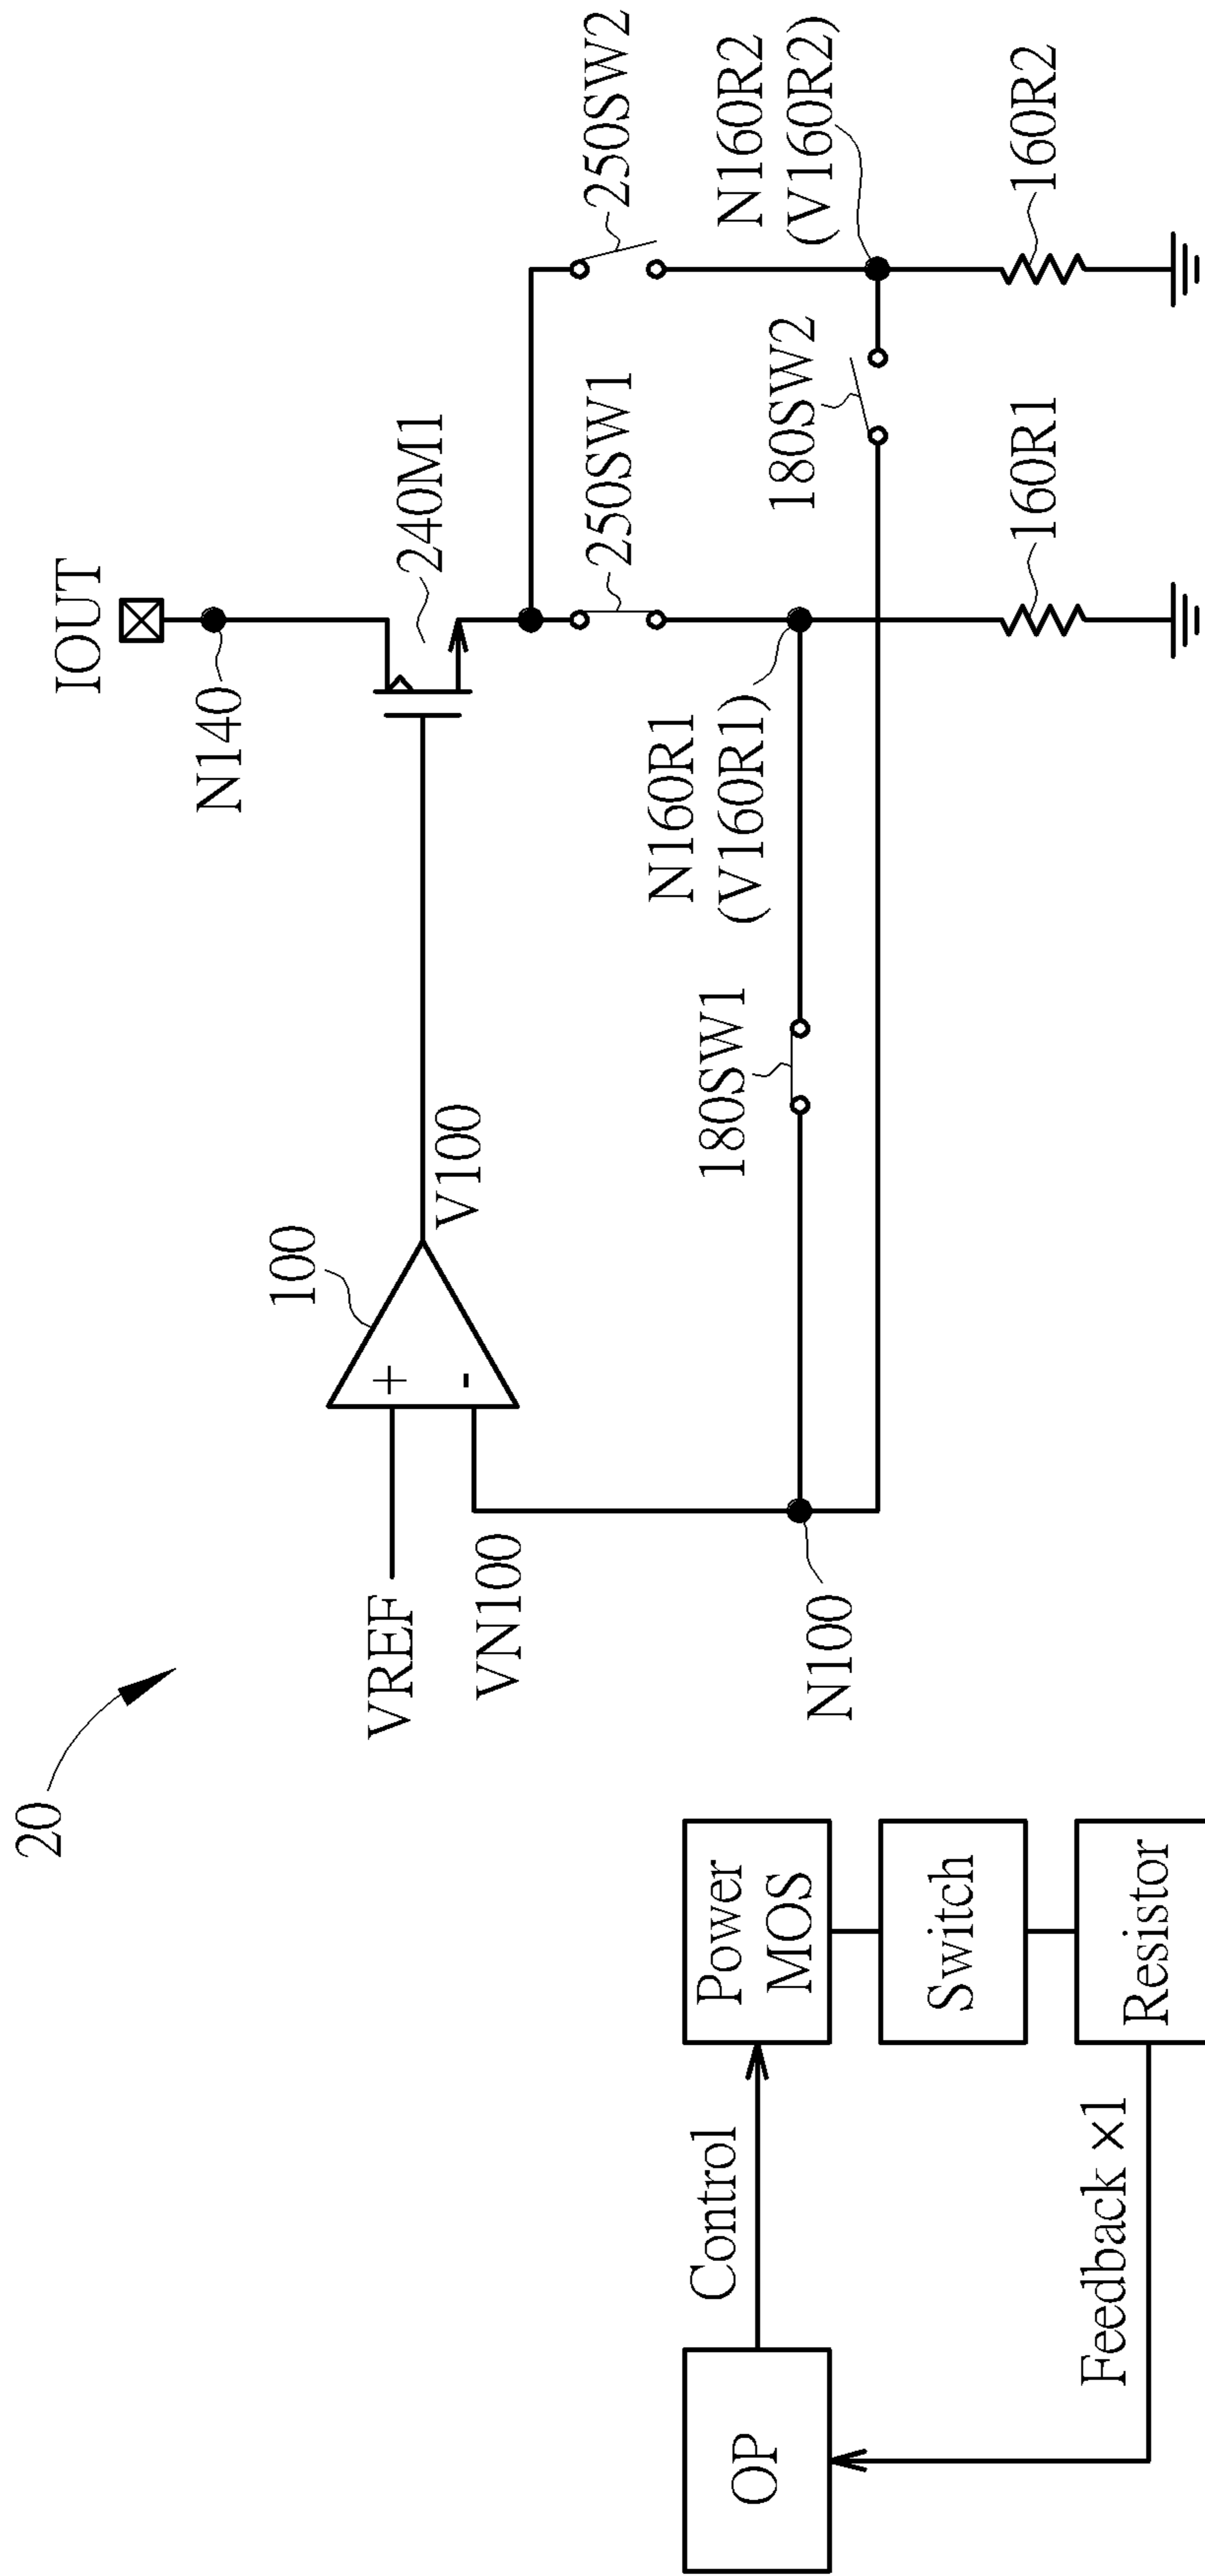 20
IOUT
N140
240M1
100
VREF
VN100
V100
250SW1
250SW2
N160R1
(V160R1)
N160R2
(V160R2)
180SW1
180SW2
N100
160R1
160R2
OP
Control
Power
MOS
Switch
Resistor
Feedback ×1
+
-